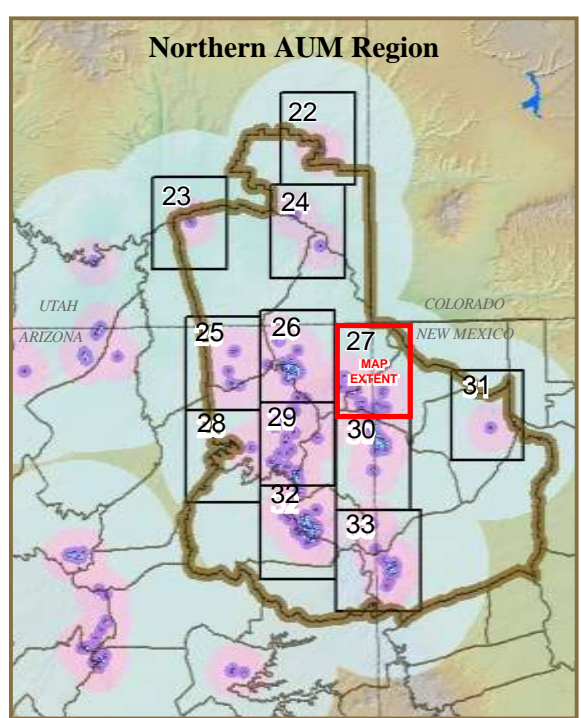 Northern AUM Region
22
23
24
UTAH
COLORADO
ARIZONA
NEW MEXICO
25
26
27
MAP
EXTENT
31
28
29
30
32
33